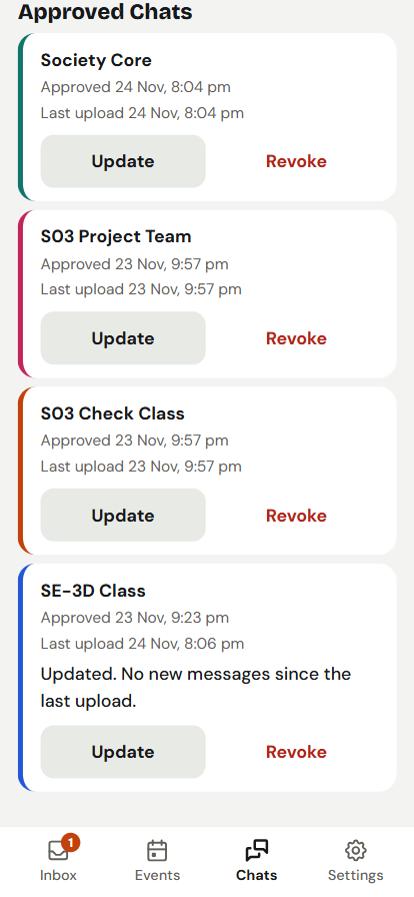 Approved Chats
Society Core
Approved 24 Nov, 8:04 pm
Last upload 24 Nov, 8:04 pm
Update
Revoke
S03 Project Team
Approved 23 Nov, 9:57 pm
Last upload 23 Nov, 9:57 pm
Update
Revoke
S03 Check Class
Approved 23 Nov, 9:57 pm
Last upload 23 Nov, 9:57 pm
Update
Revoke
SE-3D Class
Approved 23 Nov, 9:23 pm
Last upload 24 Nov, 8:06 pm
Updated. No new messages since the
last upload.
Update
Revoke
1
Inbox
Events
Chats
Settings